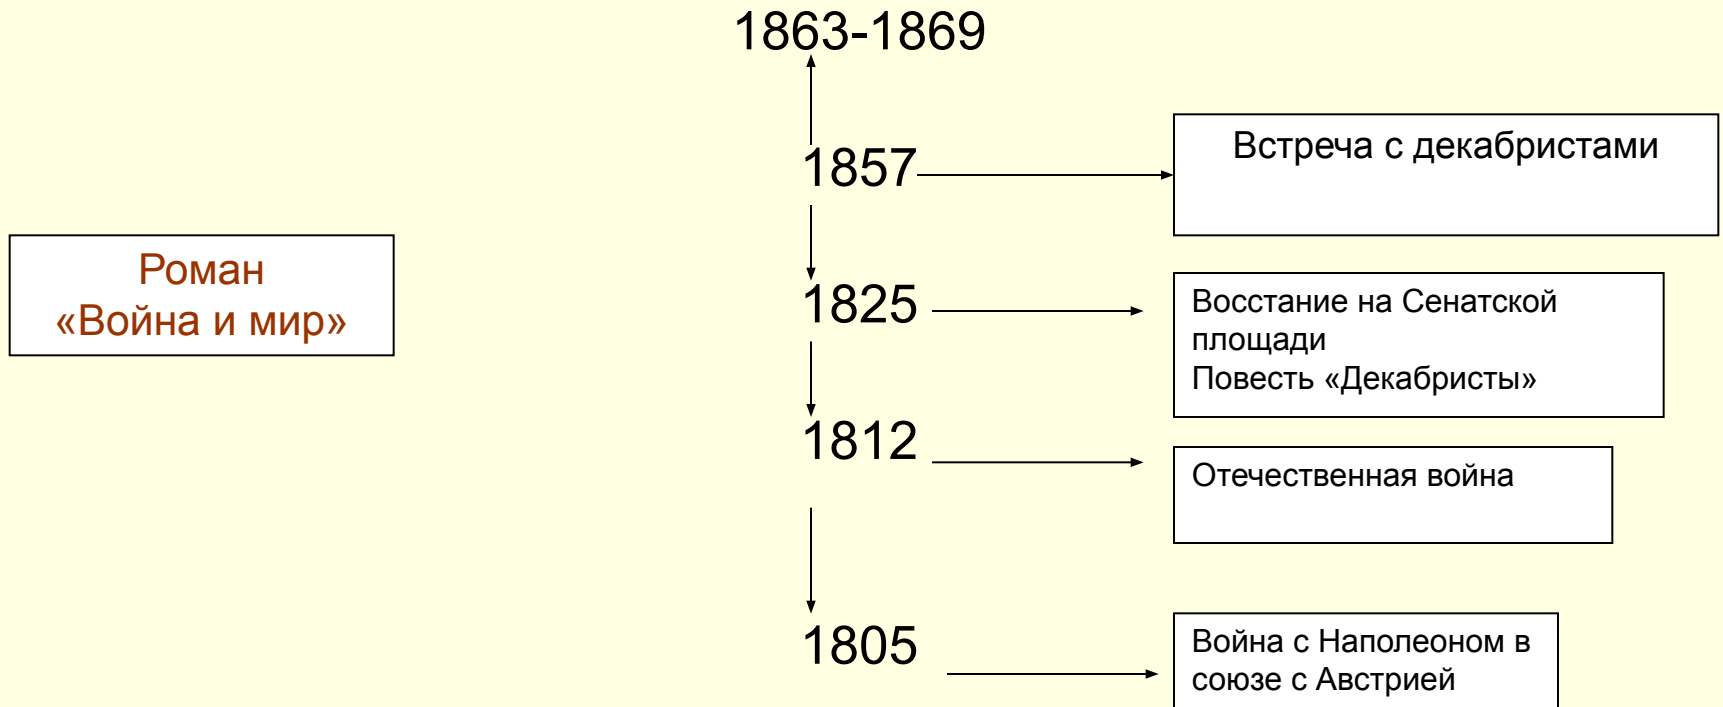 1863-1869
1857
Встреча с декабристами
Роман
«Война и мир»
1825
Восстание на Сенатской
площади
Повесть «Декабристы»
1812
Отечественная война
1805
Война с Наполеоном в
союзе с Австрией